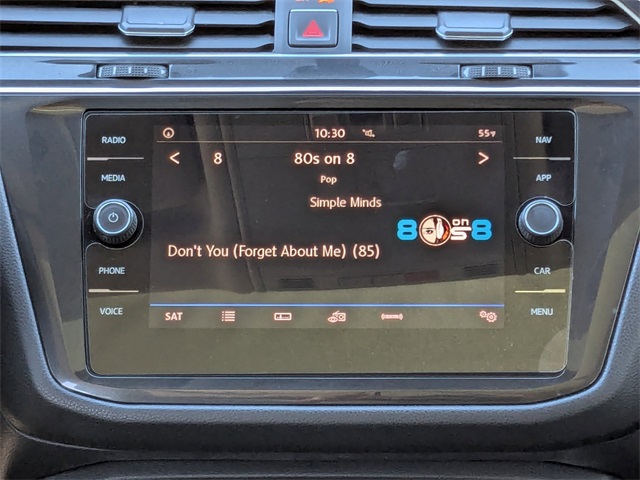 10:30 55°F
RADIO NAV
< 8 80s on 8 >
MEDIA Pop APP
Simple Minds
8 on 8
Don't You (Forget About Me) (85)
PHONE CAR
VOICE SAT MENU